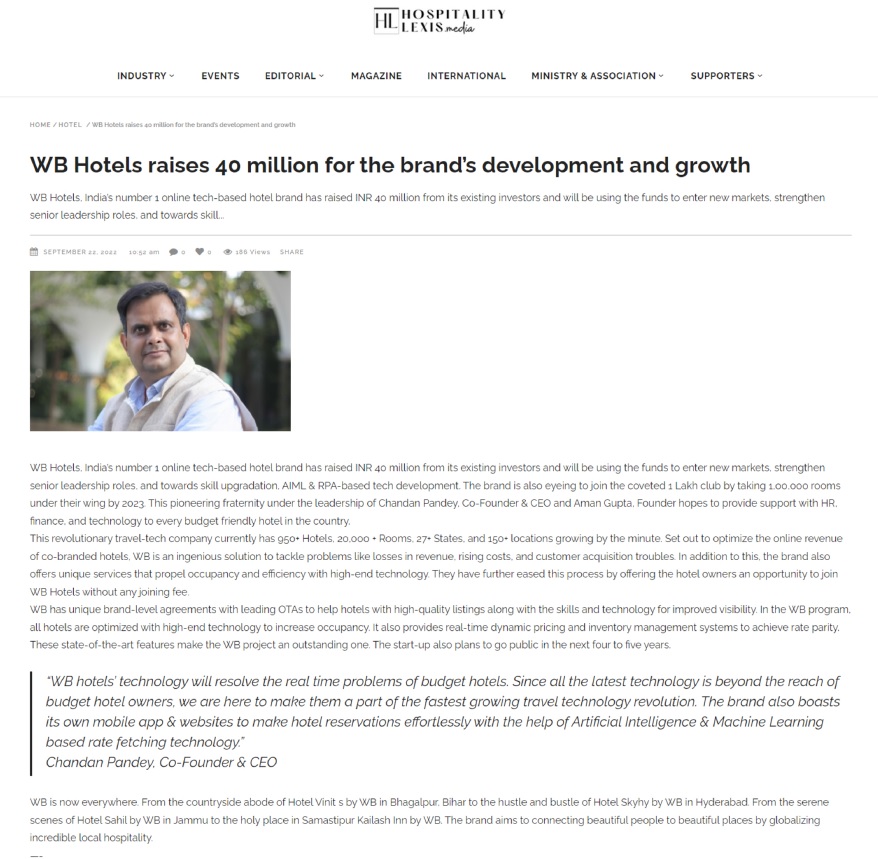 HL HOSPITALITY
LEXIS.media
INDUSTRY EVENTS EDITORIAL MAGAZINE INTERNATIONAL MINISTRY & ASSOCIATION SUPPORTERS
HOME / HOTEL / WB Hotels raises 40 million for the brand's development and growth
WB Hotels raises 40 million for the brand's development and growth
WB Hotels, India's number 1 online tech-based hotel brand has raised INR 40 million from its existing investors and will be using the funds to enter new markets, strengthen
senior leadership roles, and towards skill...
SEPTEMBER 22, 2022 10:52 am 0 0 186 Views SHARE
WB Hotels, India's number 1 online tech-based hotel brand has raised INR 40 million from its existing investors and will be using the funds to enter new markets, strengthen
senior leadership roles, and towards skill upgradation, AIML & RPA-based tech development. The brand is also eyeing to join the coveted 1 Lakh club by taking 1,00,000 rooms
under their wing by 2023. This pioneering fraternity under the leadership of Chandan Pandey, Co-Founder & CEO and Aman Gupta, Founder hopes to provide support with HR,
finance, and technology to every budget friendly hotel in the country.
This revolutionary travel-tech company currently has 950+ Hotels, 20,000 + Rooms, 27+ States, and 150+ locations growing by the minute. Set out to optimize the online revenue
of co-branded hotels, WB is an ingenious solution to tackle problems like losses in revenue, rising costs, and customer acquisition troubles. In addition to this, the brand also
offers unique services that propel occupancy and efficiency with high-end technology. They have further eased this process by offering the hotel owners an opportunity to join
WB Hotels without any joining fee.
WB has unique brand-level agreements with leading OTAs to help hotels with high-quality listings along with the skills and technology for improved visibility. In the WB program,
all hotels are optimized with high-end technology to increase occupancy. It also provides real-time dynamic pricing and inventory management systems to achieve rate parity.
These state-of-the-art features make the WB project an outstanding one. The start-up also plans to go public in the next four to five years.
"WB hotels' technology will resolve the real time problems of budget hotels. Since all the latest technology is beyond the reach of
budget hotel owners, we are here to make them a part of the fastest growing travel technology revolution. The brand also boasts
its own mobile app & websites to make hotel reservations effortlessly with the help of Artificial Intelligence & Machine Learning
based rate fetching technology."
Chandan Pandey, Co-Founder & CEO
WB is now everywhere. From the countryside abode of Hotel Vinit s by WB in Bhagalpur, Bihar to the hustle and bustle of Hotel Skyhy by WB in Hyderabad. From the serene
scenes of Hotel Sahil by WB in Jammu to the holy place in Samastipur Kailash Inn by WB. The brand aims to connecting beautiful people to beautiful places by globalizing
incredible local hospitality.